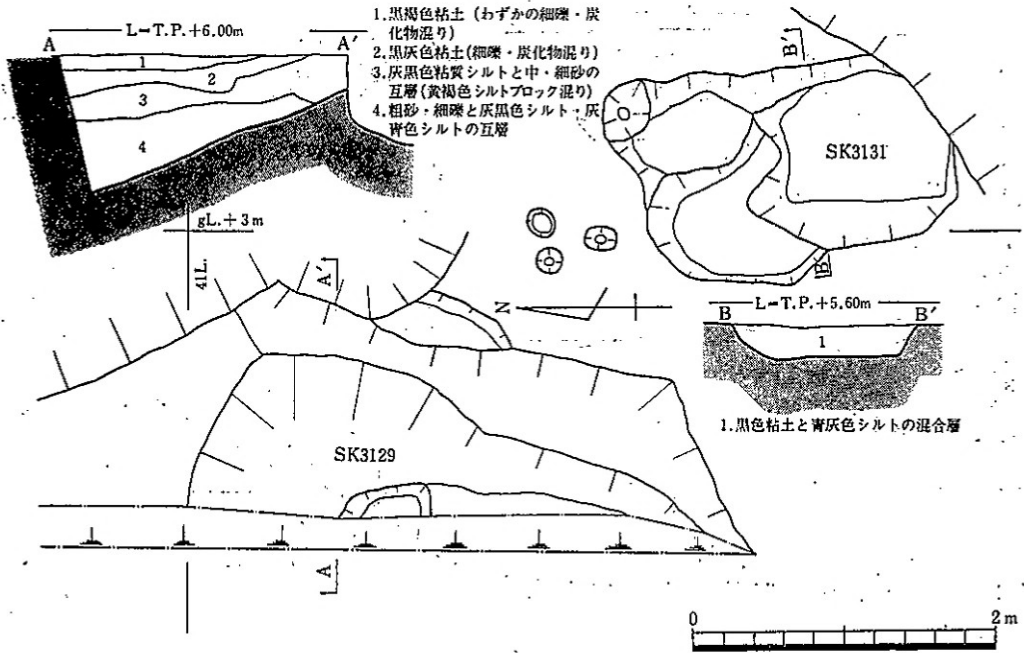 L=T.P.+6.00m
A
A′
1
2
3
4
1.黒褐色粘土（わずかの細礫・炭
化物混り）
2.黒灰色粘土（細礫・炭化物混り）
3.灰黒色粘質シルトと中・細砂の
互層（黄褐色シルトブロック混り）
4.粗砂・細礫と灰黒色シルト・灰
青色シルトの互層
B′
SK3131
B
gL.+3m
41L.
A′
N
L=T.P.+5.60m
B
B′
1
1.黒色粘土と青灰色シルトの混合層
SK3129
A
0
2m